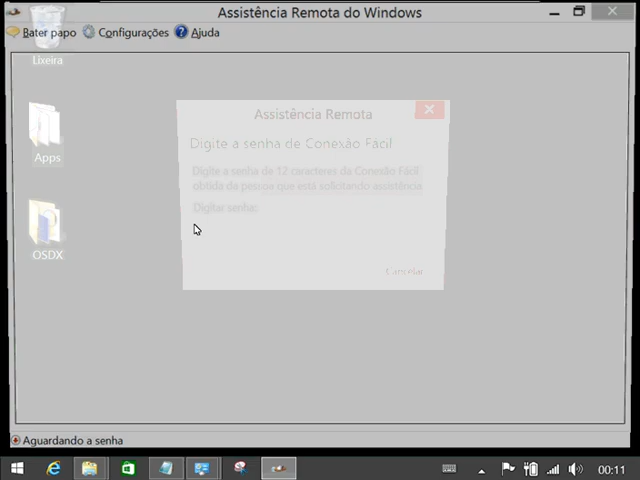 Assistência Remota do Windows
Bater papo Configurações Ajuda
Lixeira
Assistência Remota
Digite a senha de Conexão Fácil
Digite a senha de 12 caracteres da Conexão Fácil
obtida da pessoa que está solicitando assistência
Digitar senha:
Apps
OSDX
Cancelar
Aguardando a senha
00:11